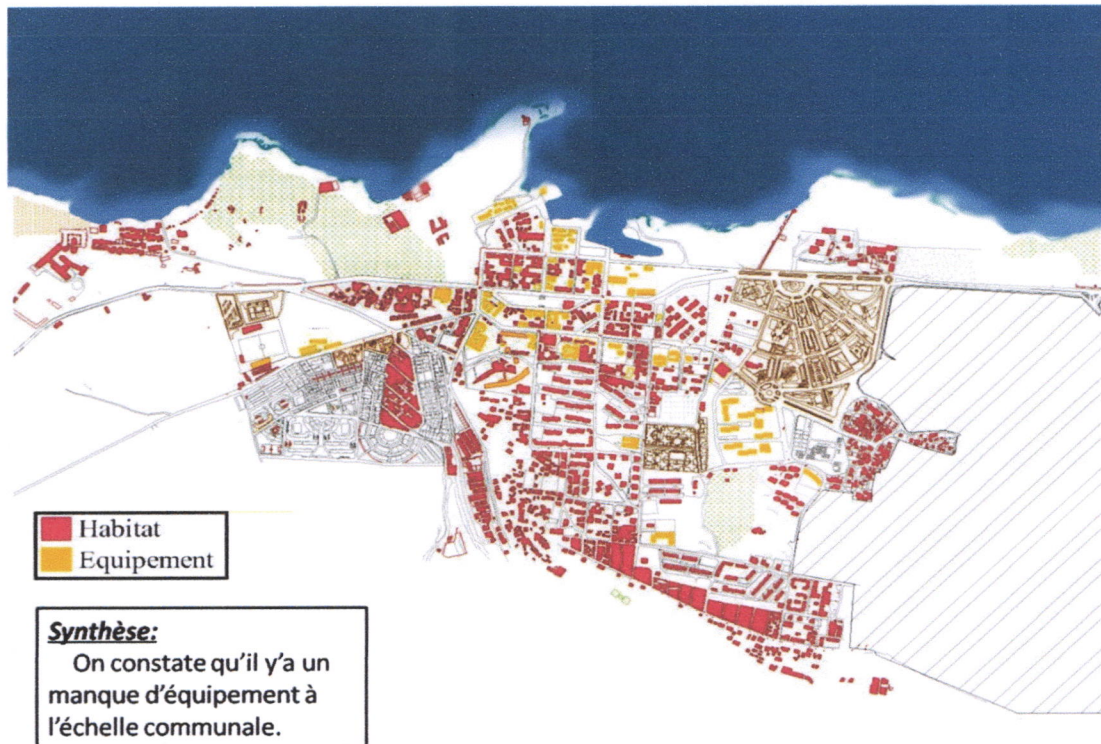 Habitat
Equipement
Synthèse:
On constate qu'il y'a un
manque d'équipement à
l'échelle communale.